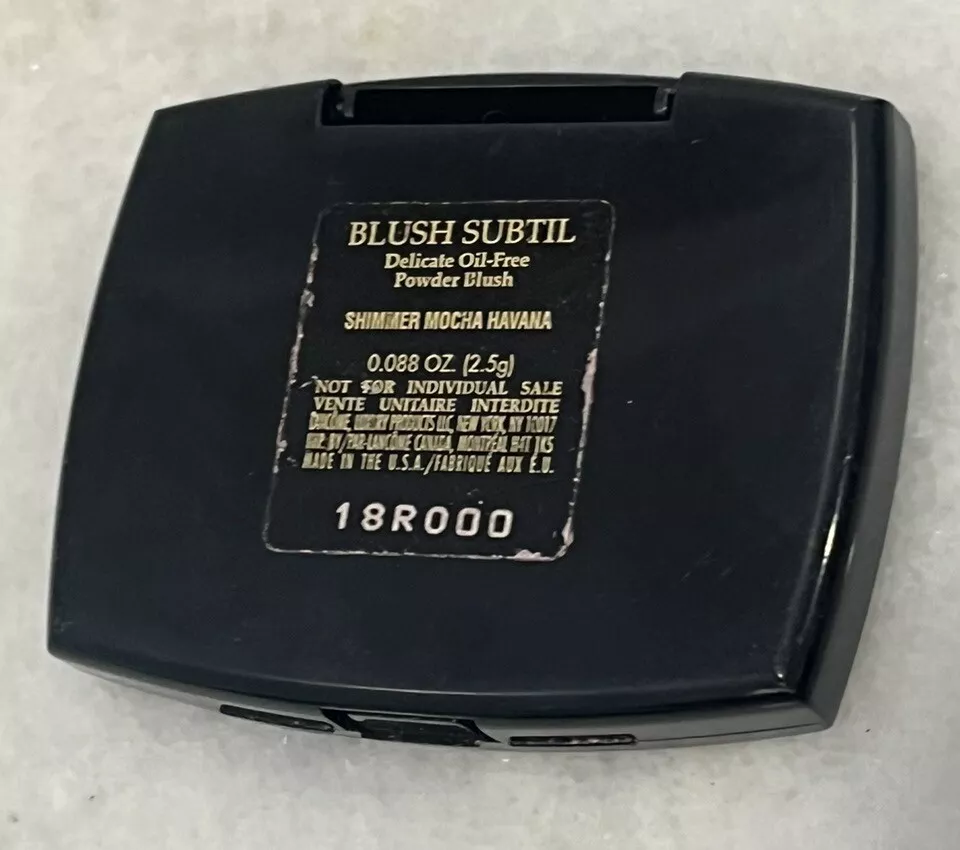 BLUSH SUBTIL
Delicate Oil-Free
Powder Blush
SHIMMER MOCHA HAVANA
0.088 OZ. (2.5g)
NOT FOR INDIVIDUAL SALE
VENTE UNITAIRE INTERDITE
LANCÔME, LUXURY PRODUCTS LLC, NEW YORK, NY 10017
PAR LANCÔME CANADA, MONTRÉAL H4T 1K5
MADE IN THE U.S.A./FABRIQUÉ AUX É.U.
18R000